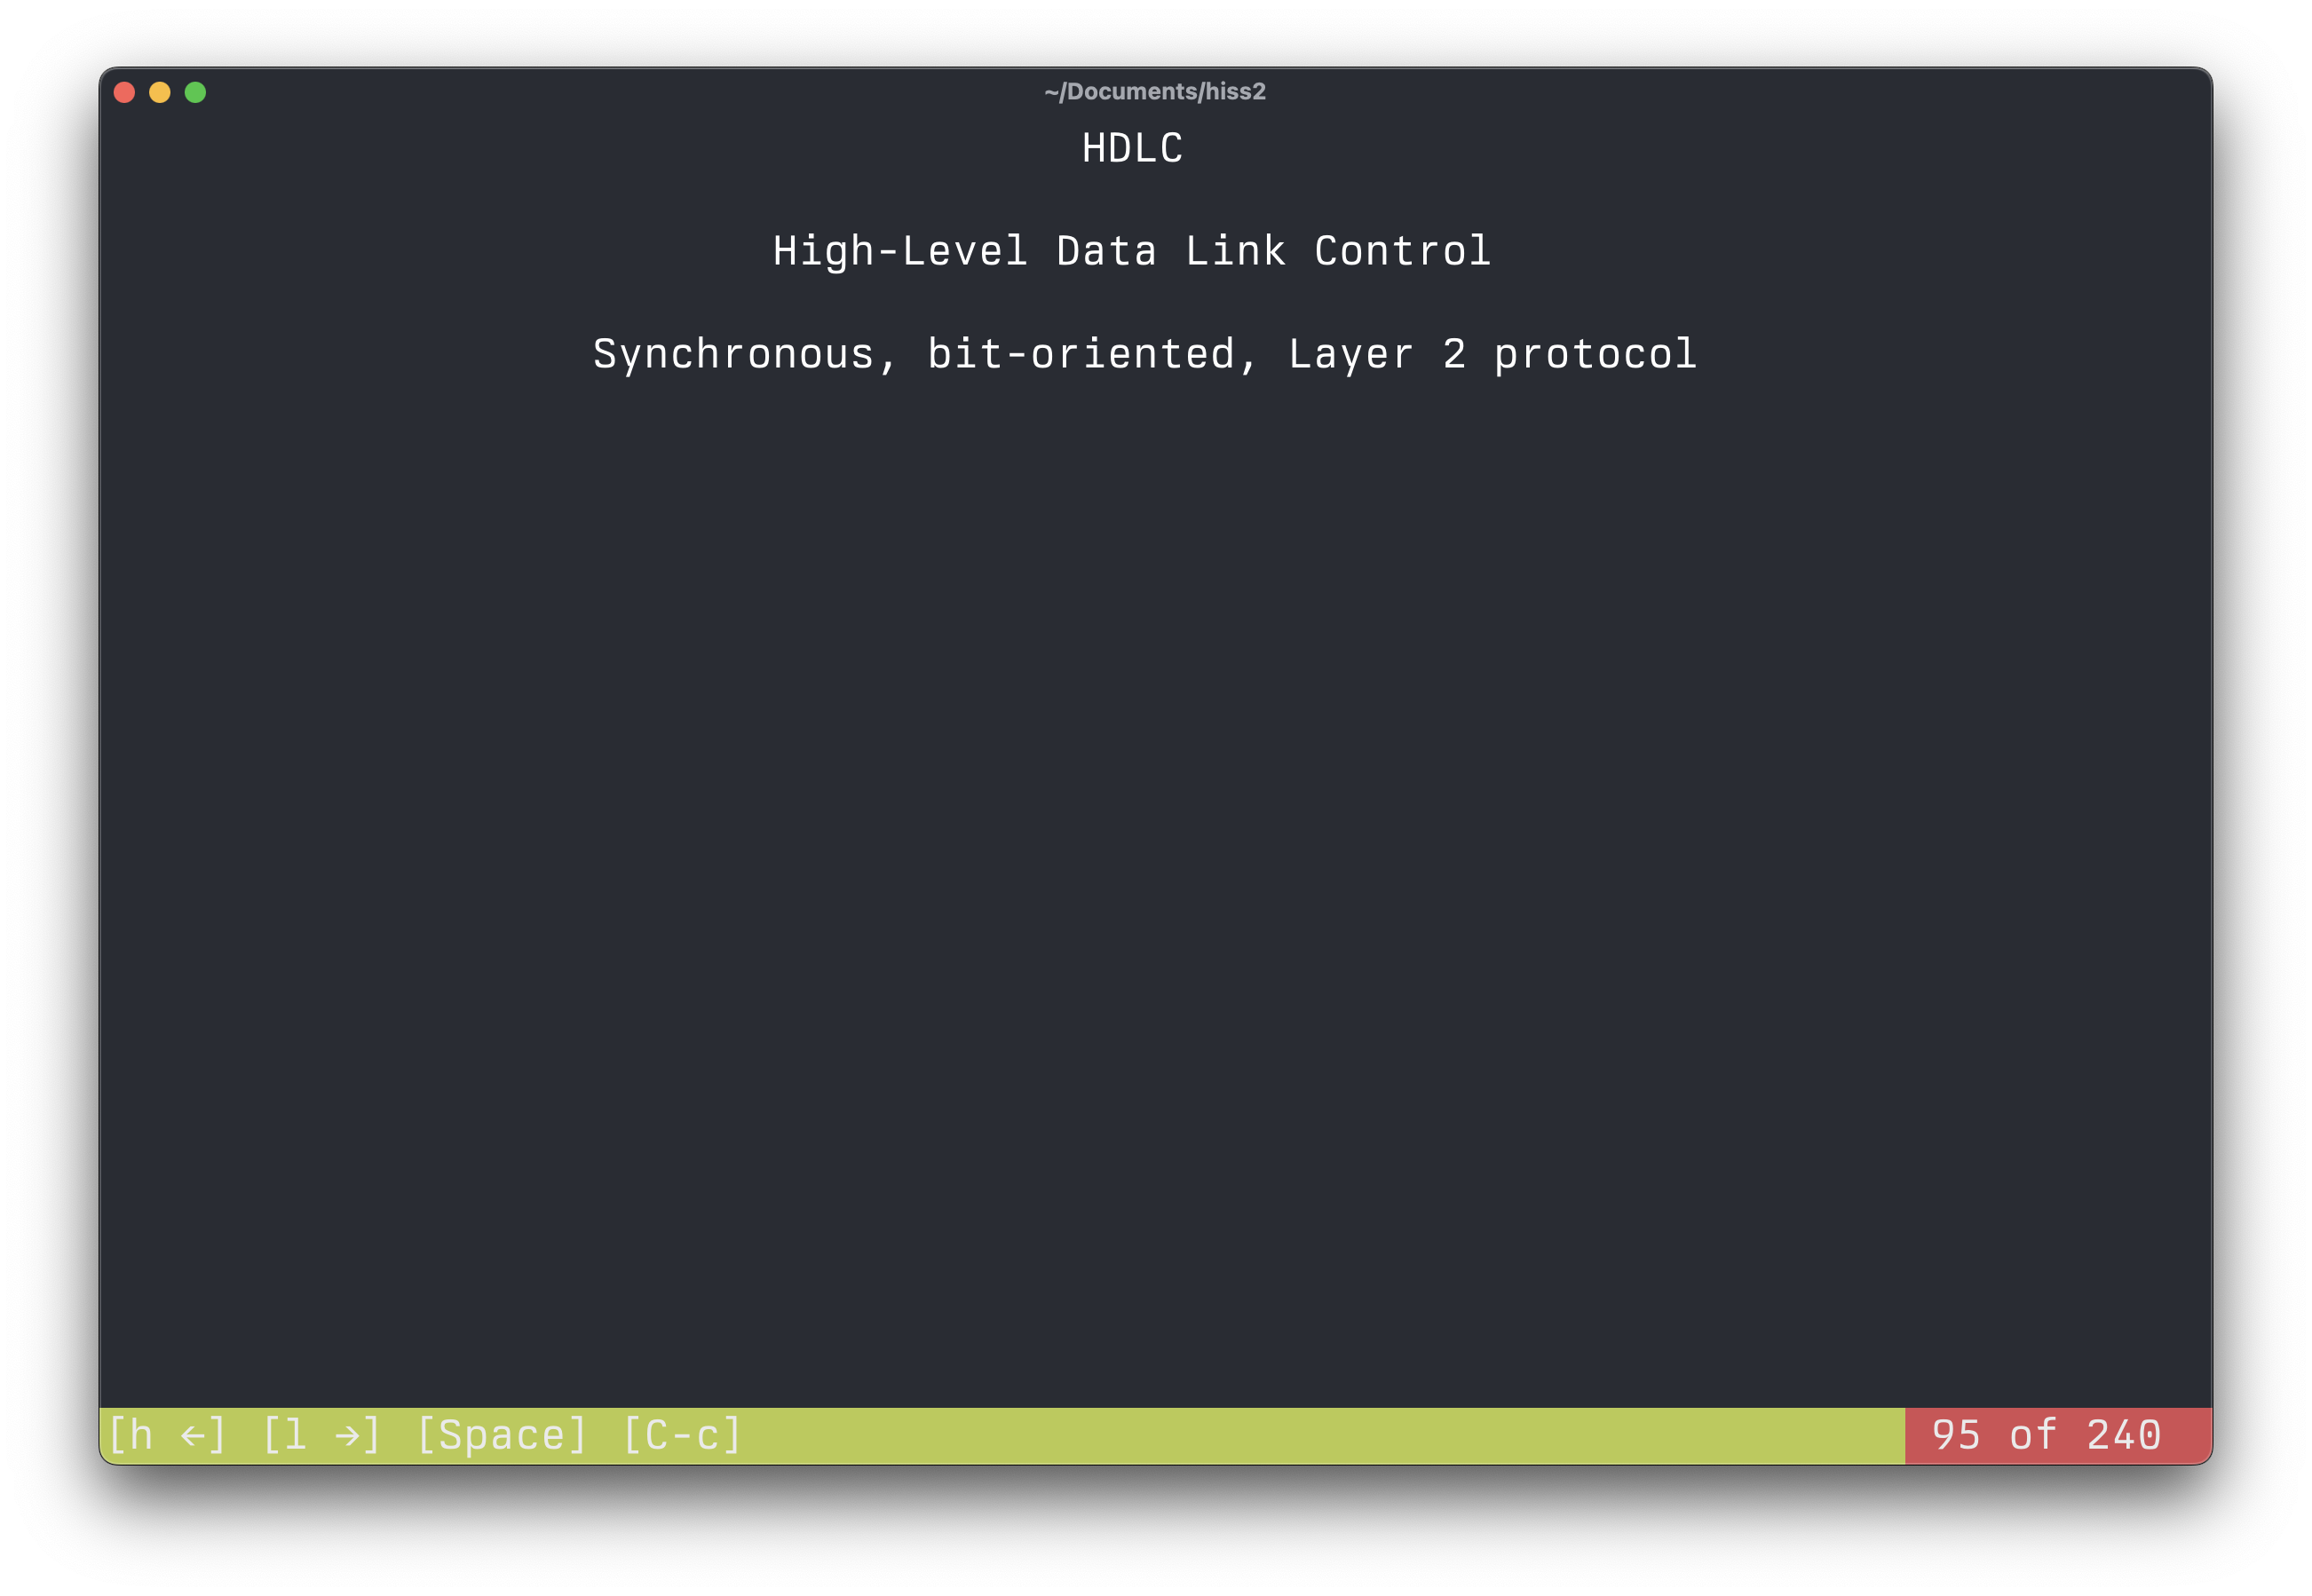 ~/Documents/hiss2
HDLC
High-Level Data Link Control
Synchronous, bit-oriented, Layer 2 protocol
[h ←] [l →] [Space] [C-c]
95 of 240